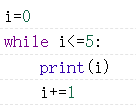 i=0
while i<=5:
    print(i)
    i+=1